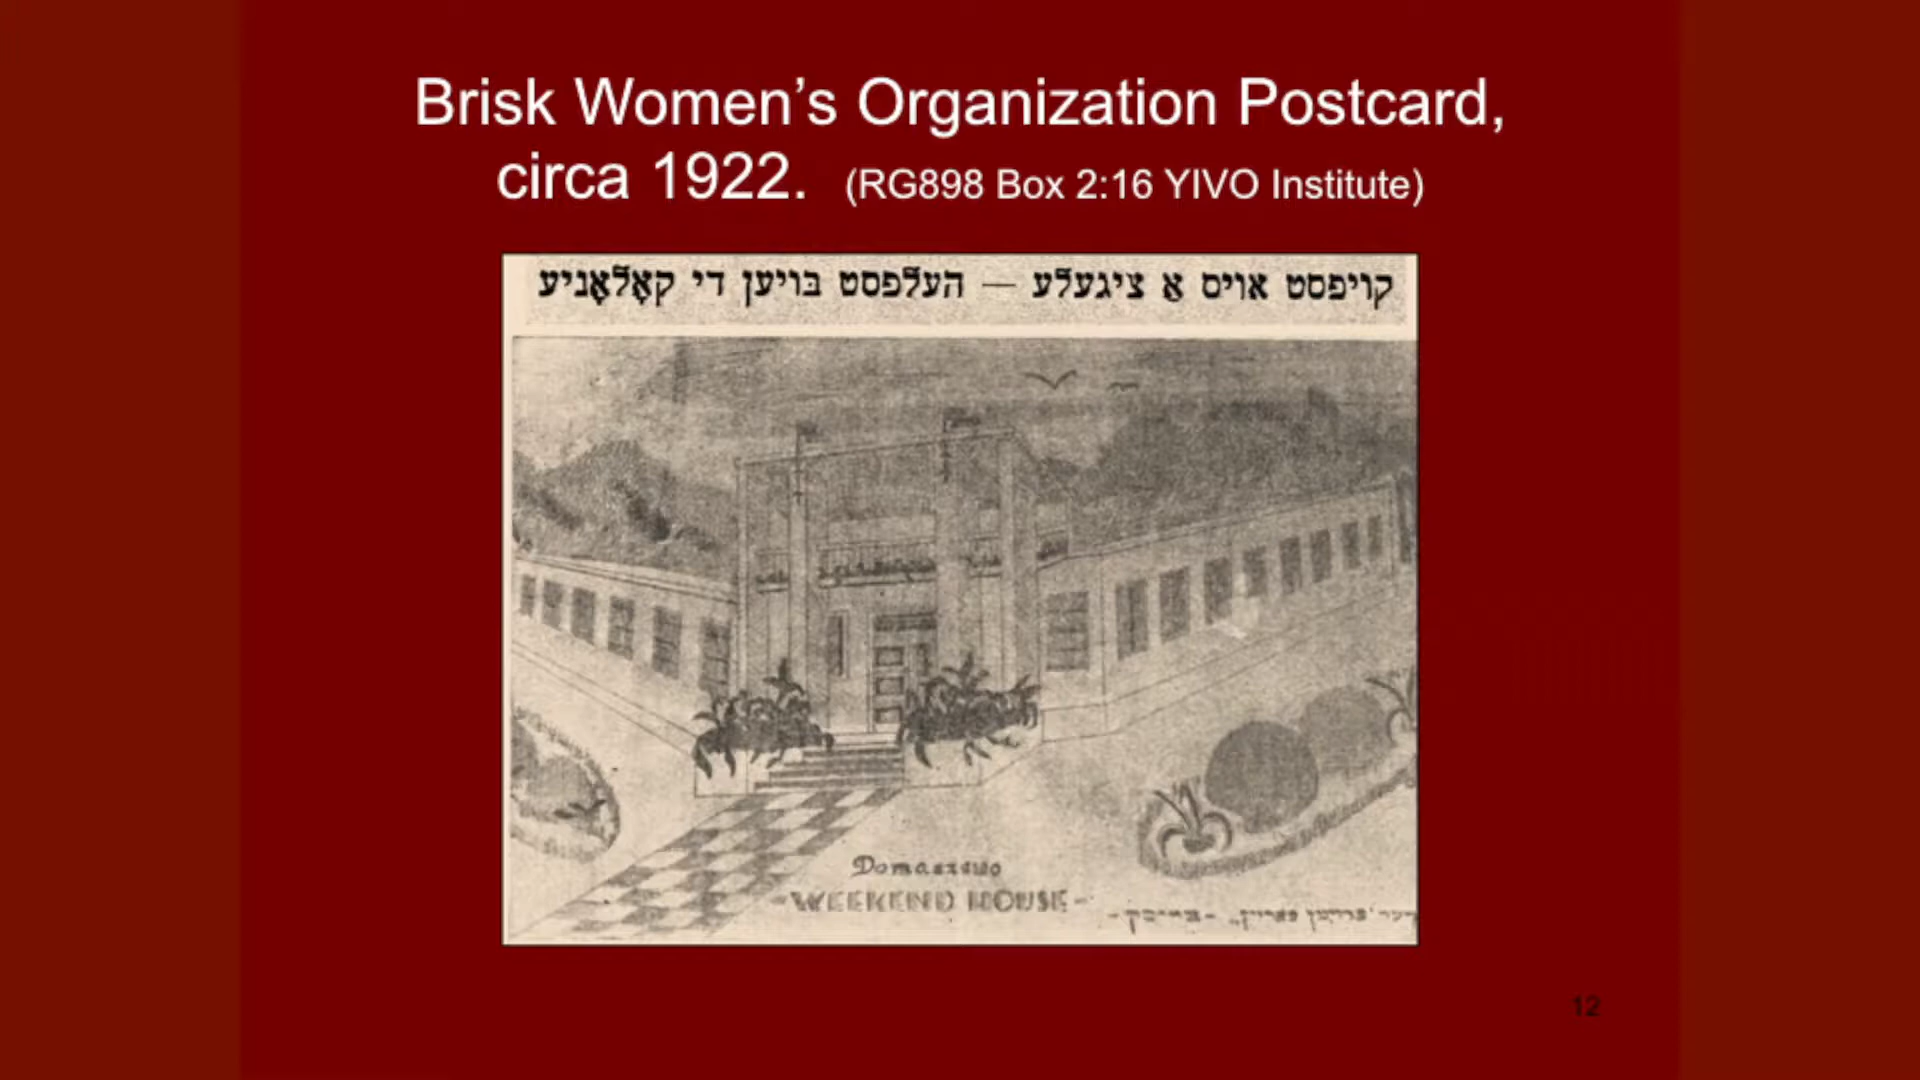 Brisk Women’s Organization Postcard,
circa 1922. (RG898 Box 2:16 YIVO Institute)
קויפסט אויס אַ ציגעלע — העלפסט בויען די קאָלאָניע
Domaszewo
-WEEKEND HOUSE-
12